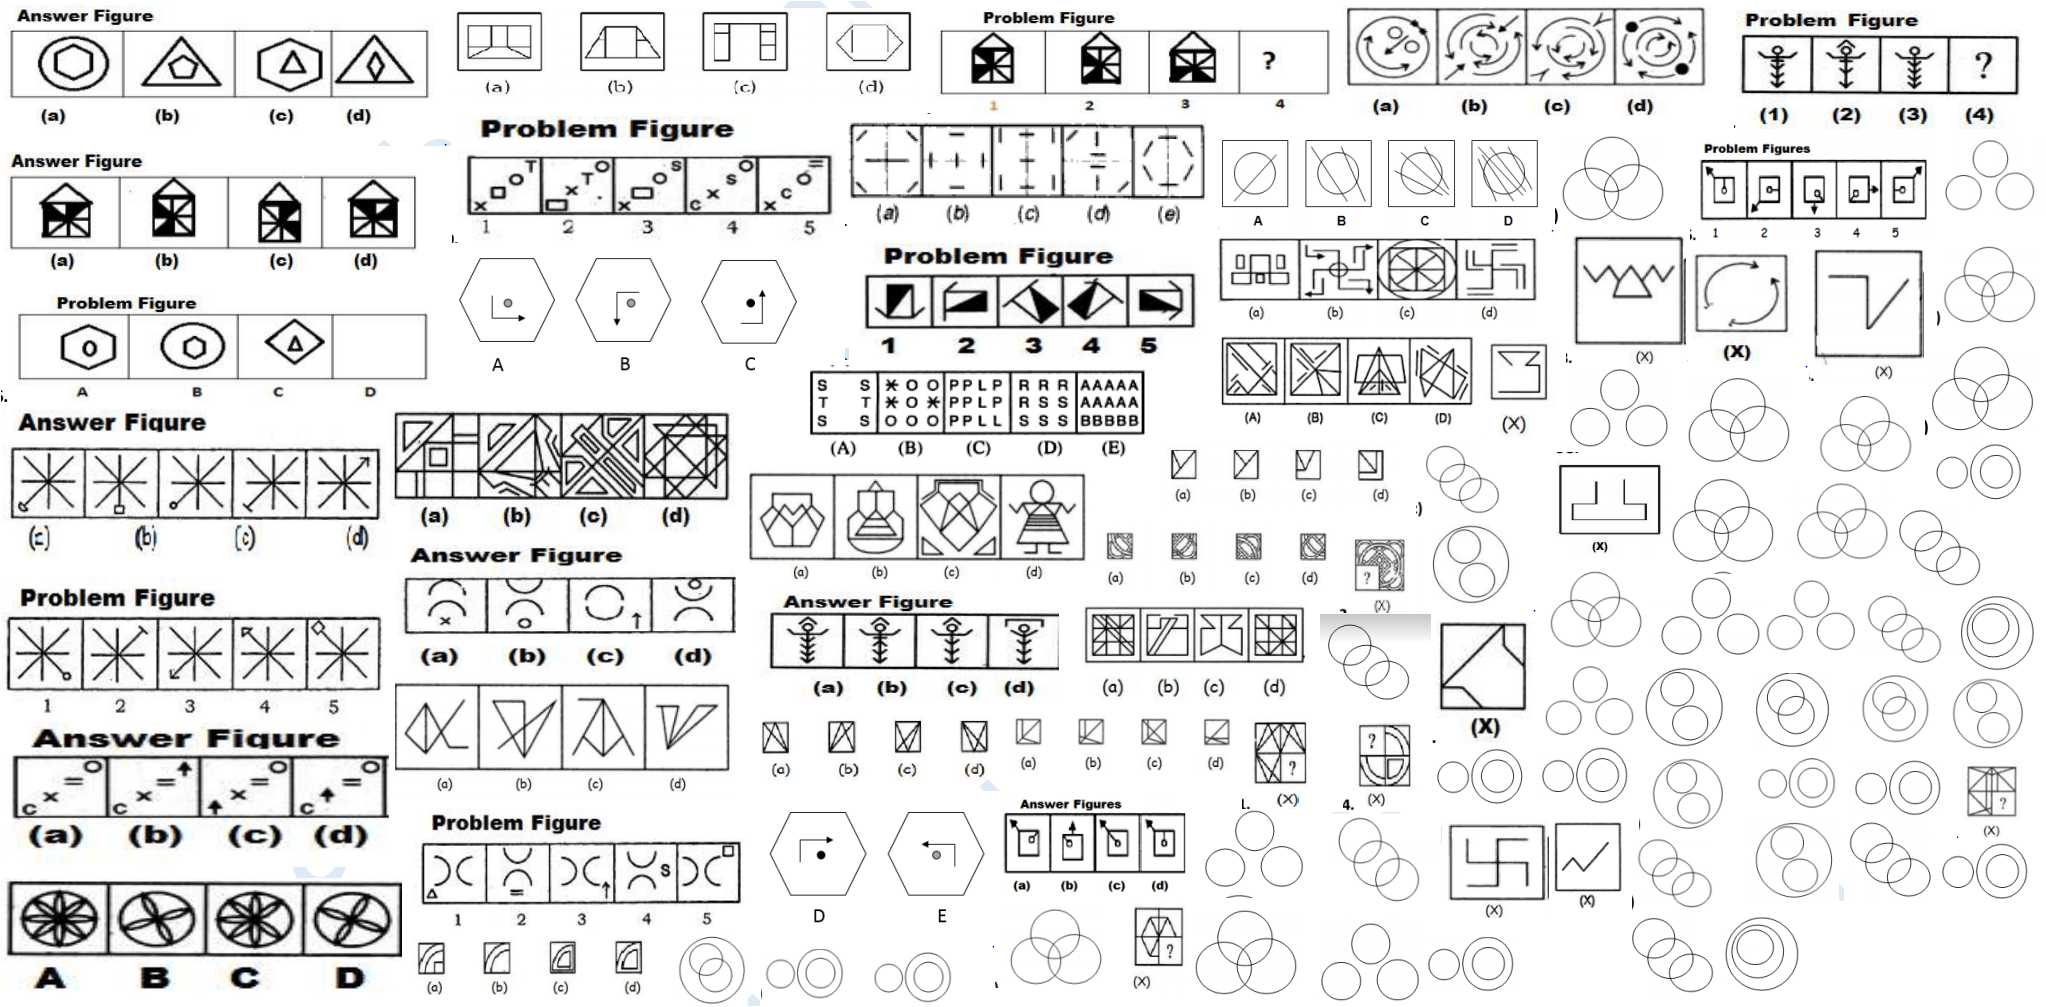 Answer Figure
(a) (b) (c) (d)
(a) (b) (c) (d)
Problem Figure
?
1 2 3 4
(a) (b) (c) (d)
Problem Figure
?
(1) (2) (3) (4)
Answer Figure
(a) (b) (c) (d)
Problem Figure
T S =
T S C
x x x C x x C
1 2 3 4 5
(a) (b) (c) (d) (e)
A B C D
Problem Figures
1 2 3 4 5
Problem Figure
A B C D
A B C
Problem Figure
1 2 3 4 5
(a) (b) (c) (d)
(X)
(X)
(X)
S S * O O P P L P R R R AAAAA
T T * O * P P L P R S S AAAAA
S S O O O P P L L S S S BBBBB
(A) (B) (C) (D) (E)
(A) (B) (C) (D)
(X)
Answer Figure
(c) (b) (c) (d)
(a) (b) (c) (d)
(a) (b) (c) (d)
(a) (b) (c) (d)
(a) (b) (c) (d)
?
(X)
(X)
Problem Figure
1 2 3 4 5
Answer Figure
x
(a) (b) (c) (d)
Answer Figure
(a) (b) (c) (d)
(a) (b) (c) (d)
(X)
Answer Figure
C x = O C x = C x = O C = O
(a) (b) (c) (d)
(a) (b) (c) (d)
(a) (b) (c) (d)
(a) (b) (c) (d)
?
(X)
?
4. (X)
?
(X)
A B C D
Problem Figure
= S
1 2 3 4 5
(a) (b) (c) (d)
D E
Answer Figures
(a) (b) (c) (d)
?
(X)
(X)
(X)